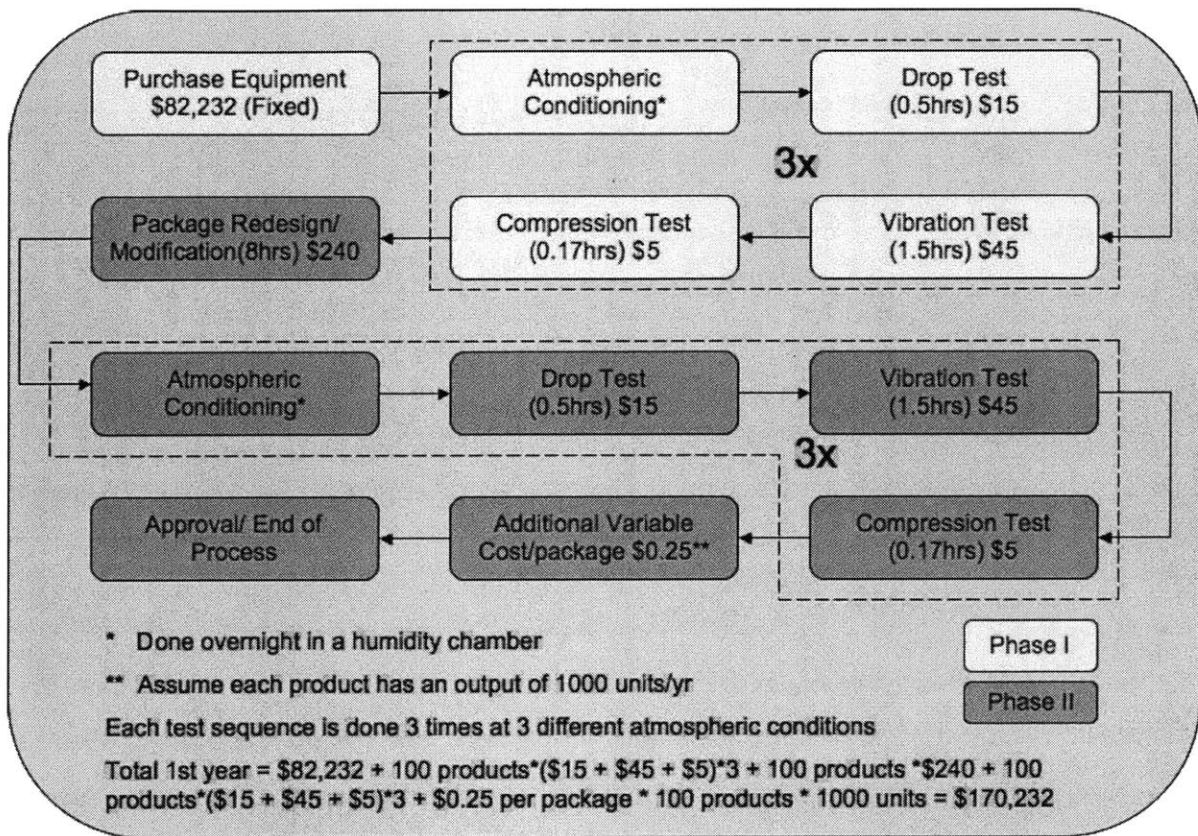 Purchase Equipment
$82,232 (Fixed)
Atmospheric
Conditioning*
Drop Test
(0.5hrs) $15
3x
Package Redesign/
Modification(8hrs) $240
Compression Test
(0.17hrs) $5
Vibration Test
(1.5hrs) $45
Atmospheric
Conditioning*
Drop Test
(0.5hrs) $15
Vibration Test
(1.5hrs) $45
3x
Approval/ End of
Process
Additional Variable
Cost/package $0.25**
Compression Test
(0.17hrs) $5
* Done overnight in a humidity chamber
** Assume each product has an output of 1000 units/yr
Each test sequence is done 3 times at 3 different atmospheric conditions
Total 1st year = $82,232 + 100 products*($15 + $45 + $5)*3 + 100 products *$240 + 100
products*($15 + $45 + $5)*3 + $0.25 per package * 100 products * 1000 units = $170,232
Phase I
Phase II